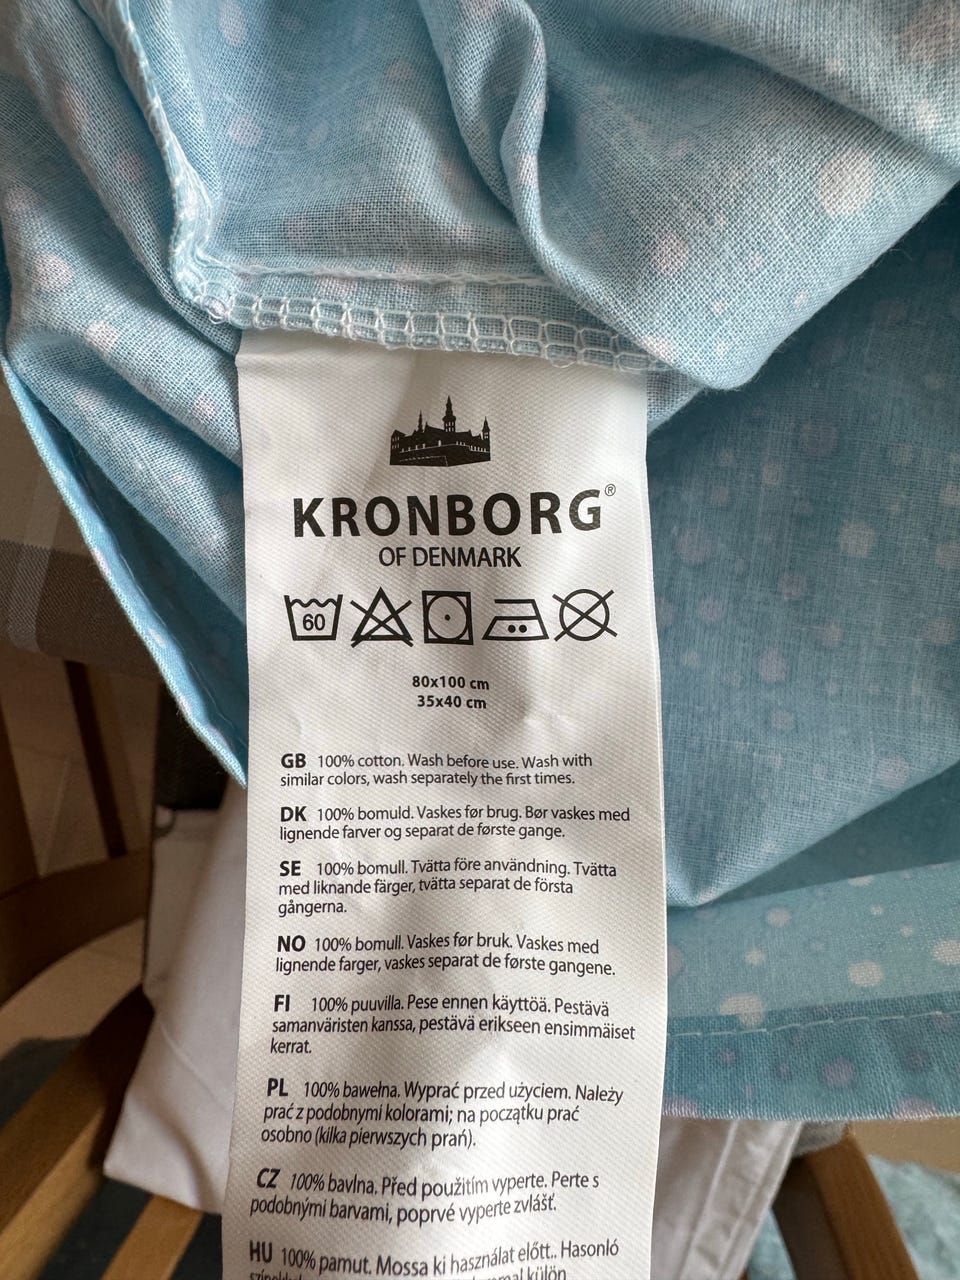 KRONBORG®
OF DENMARK
60
80x100 cm
35x40 cm
GB 100% cotton. Wash before use. Wash with
similar colors, wash separately the first times.
DK 100% bomuld. Vaskes før brug. Bør vaskes med
lignende farver og separat de første gange.
SE 100% bomull. Tvätta före användning. Tvätta
med liknande färger, tvätta separat de första
gångerna.
NO 100% bomull. Vaskes før bruk. Vaskes med
lignende farger, vaskes separat de første gangene.
FI 100% puuvilla. Pese ennen käyttöä. Pestävä
samanväristen kanssa, pestävä erikseen ensimmäiset
kerrat.
PL 100% bawełna. Wyprać przed użyciem. Należy
prać z podobnymi kolorami; na początku prać
osobno (kilka pierwszych prań).
CZ 100% bavlna. Před použitím vyperte. Perte s
podobnými barvami, poprvé vyperte zvlášť.
HU 100% pamut. Mossa ki használat előtt.. Hasonló
külön